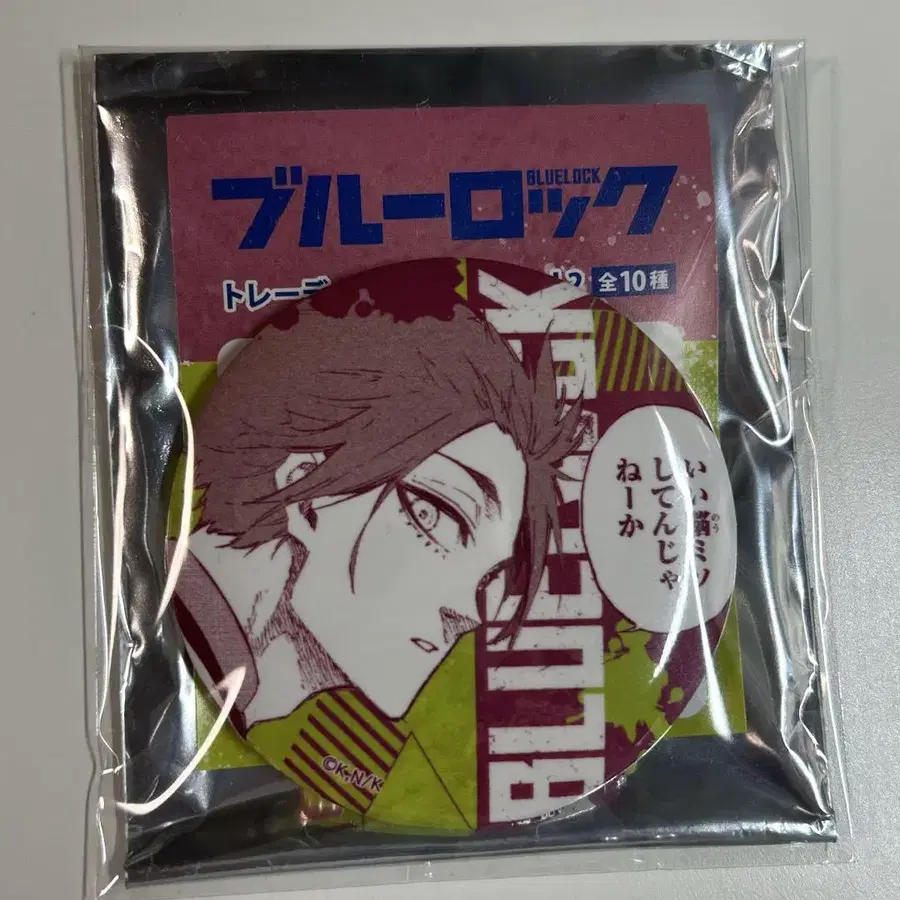 BLUELOCK
ブルーロック
トレーデ
全10種
いい脳ミソ
のう
してんじゃ
ねーか
BLUE
©K,N/K